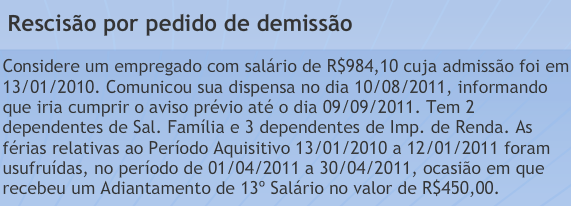 Rescisão por pedido de demissão
Considere um empregado com salário de R$984,10 cuja admissão foi em
13/01/2010. Comunicou sua dispensa no dia 10/08/2011, informando
que iria cumprir o aviso prévio até o dia 09/09/2011. Tem 2
dependentes de Sal. Família e 3 dependentes de Imp. de Renda. As
férias relativas ao Período Aquisitivo 13/01/2010 a 12/01/2011 foram
usufruídas, no período de 01/04/2011 a 30/04/2011, ocasião em que
recebeu um Adiantamento de 13º Salário no valor de R$450,00.